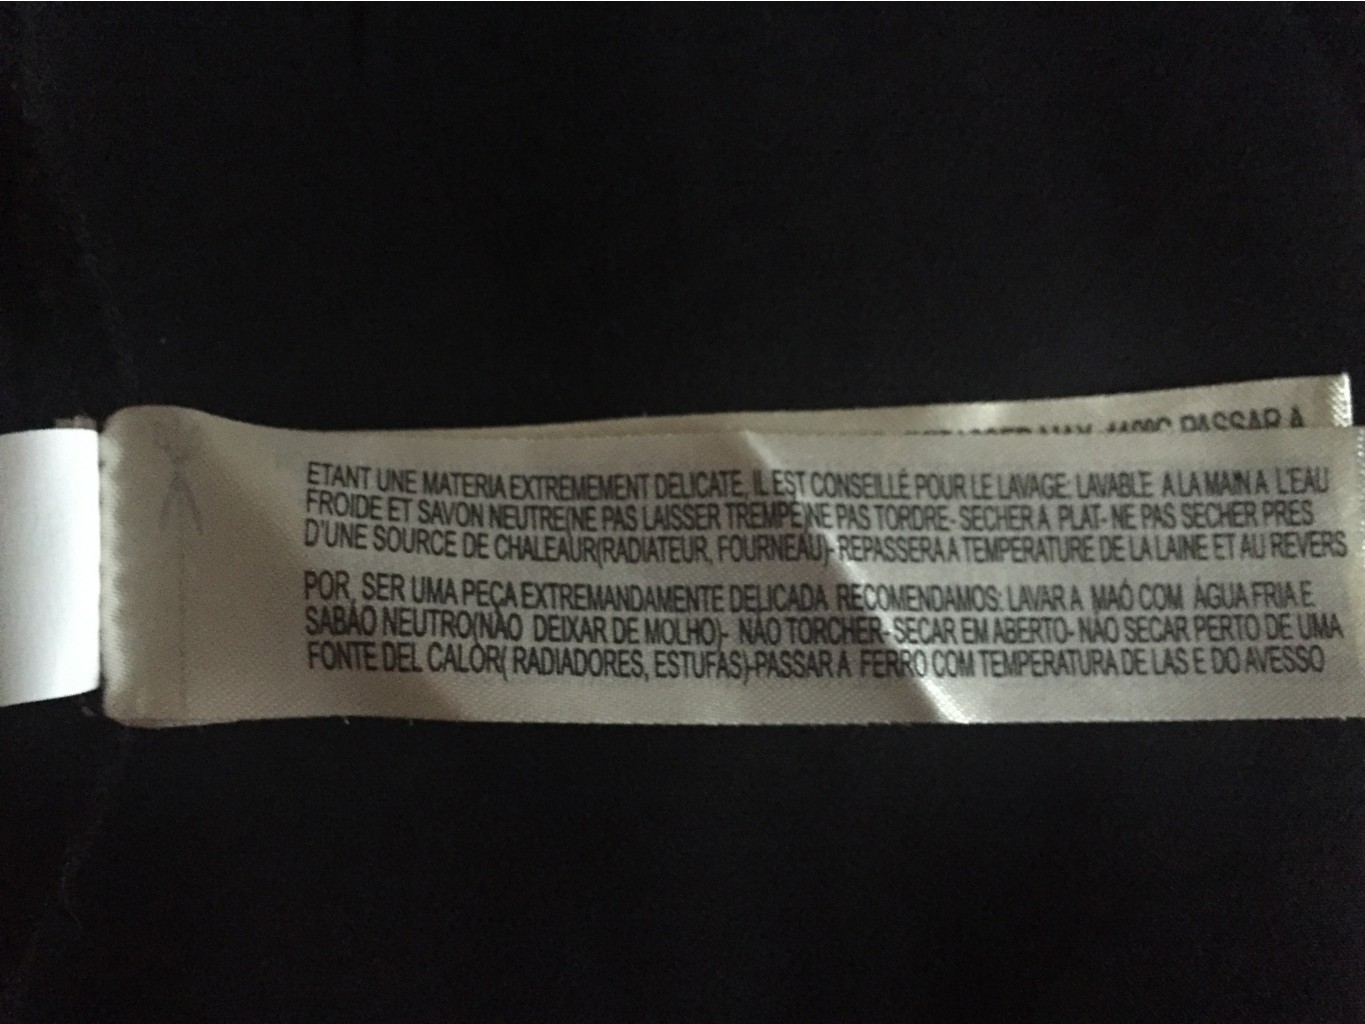 PASSAR A
ETANT UNE MATERIA EXTREMEMENT DELICATE, IL EST CONSEILLÉ POUR LE LAVAGE: LAVABLE A LA MAIN A L'EAU
FROIDE ET SAVON NEUTRE(NE PAS LAISSER TREMPE)NE PAS TORDRE- SECHER A PLAT- NE PAS SECHER PRES
D'UNE SOURCE DE CHALEAUR(RADIATEUR, FOURNEAU)- REPASSER A A TEMPERATURE DE LA LAINE ET AU REVERS
POR, SER UMA PEÇA EXTREMANDAMENTE DELICADA RECOMENDAMOS: LAVAR A MAÓ COM ÁGUA FRIA E
SABÃO NEUTRO(NÃO DEIXAR DE MOLHO)- NÃO TORCHER- SECAR EM ABERTO- NÃO SECAR PERTO DE UMA
FONTE DEL CALOR( RADIADORES, ESTUFAS)-PASSAR A FERRO COM TEMPERATURA DE LAS E DO AVESSO